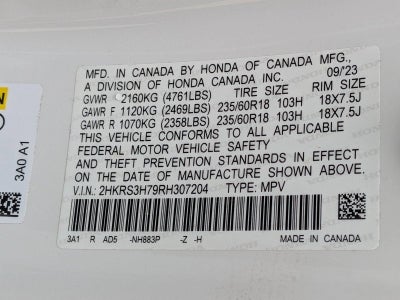 MFD. IN CANADA BY HONDA OF CANADA MFG.,
A DIVISION OF HONDA CANADA INC. 09/'23
GVWR 2160KG (4761LBS) TIRE SIZE RIM SIZE
GAWR F 1120KG (2469LBS) 235/60R18 103H 18X7.5J
GAWR R 1070KG (2358LBS) 235/60R18 103H 18X7.5J
THIS VEHICLE CONFORMS TO ALL APPLICABLE
FEDERAL MOTOR VEHICLE SAFETY
STANDARDS IN EFFECT ON THE DATE OF
MANUFACTURE SHOWN ABOVE.
V.I.N.: 2HKRS3H79RH307204 TYPE: MPV
3A1 R AD5 -NH883P -Z -H MADE IN CANADA
3A0 A1